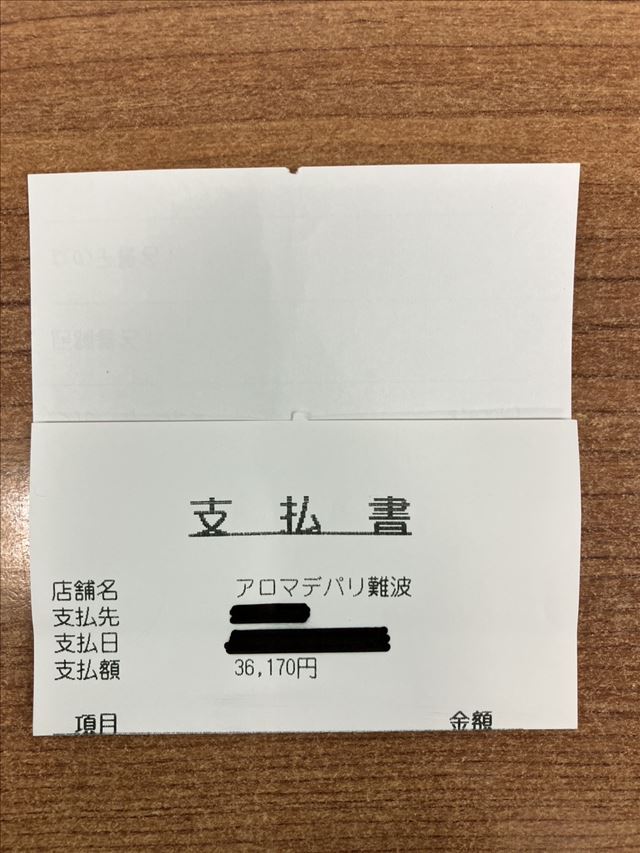 支払書
店舗名 アロマデパリ難波
支払先
支払日
支払額 36,170円
項目 金額